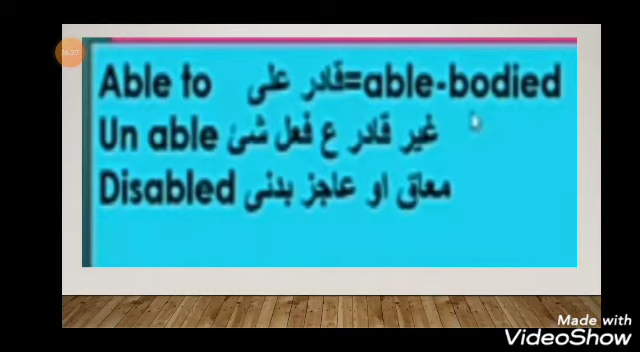 Able to قادر على=able-bodied
Un able غير قادر ع فعل شئ
Disabled معاق او عاجز بدنى
Made with
VideoShow